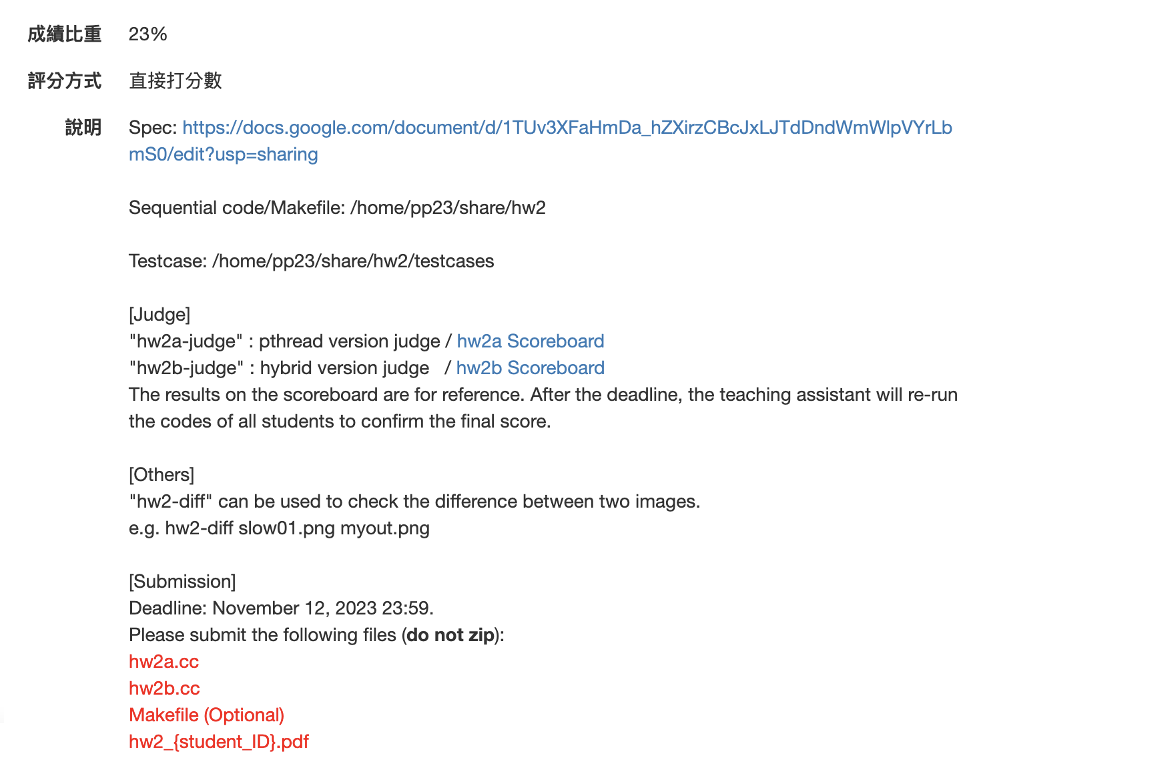 成績比重 23%
評分方式 直接打分數
說明 Spec: https://docs.google.com/document/d/1TUv3XFaHmDa_hZXirzCBcJxLJTdDndWmWlpVYrLb
mS0/edit?usp=sharing
Sequential code/Makefile: /home/pp23/share/hw2
Testcase: /home/pp23/share/hw2/testcases
[Judge]
"hw2a-judge" : pthread version judge / hw2a Scoreboard
"hw2b-judge" : hybrid version judge / hw2b Scoreboard
The results on the scoreboard are for reference. After the deadline, the teaching assistant will re-run
the codes of all students to confirm the final score.
[Others]
"hw2-diff" can be used to check the difference between two images.
e.g. hw2-diff slow01.png myout.png
[Submission]
Deadline: November 12, 2023 23:59.
Please submit the following files (do not zip):
hw2a.cc
hw2b.cc
Makefile (Optional)
hw2_{student_ID}.pdf